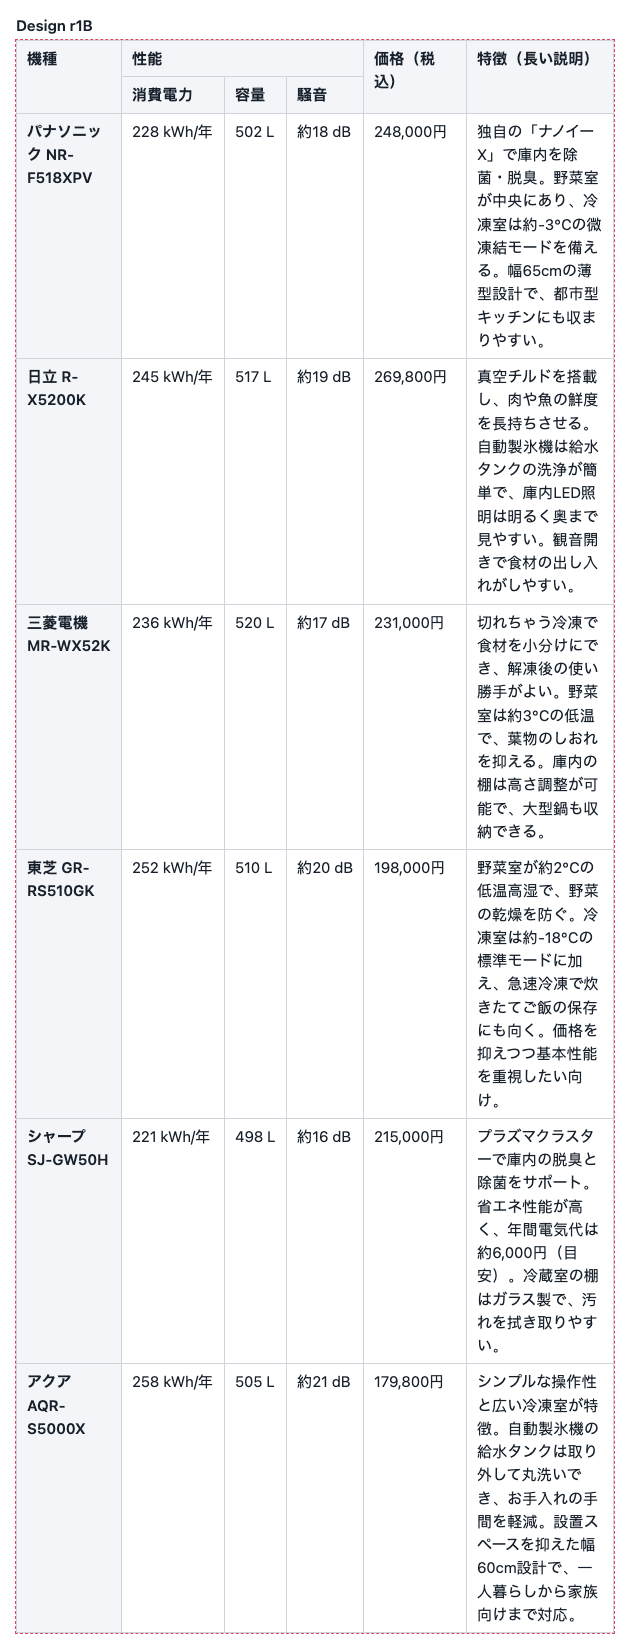 Design r1B
機種
性能
価格（税
込）
特徴（長い説明）
消費電力
容量
騒音
パナソニッ
ク NR-
F518XPV
228 kWh/年
502 L
約18 dB
248,000円
独自の「ナノイー
X」で庫内を除
菌・脱臭。野菜室
が中央にあり、冷
凍室は約-3°Cの微
凍結モードを備え
る。幅65cmの薄
型設計で、都市型
キッチンにも収ま
りやすい。
日立 R-
X5200K
245 kWh/年
517 L
約19 dB
269,800円
真空チルドを搭載
し、肉や魚の鮮度
を長持ちさせる。
自動製氷機は給水
タンクの洗浄が簡
単で、庫内LED照
明は明るく奥まで
見やすい。観音開
きで食材の出し入
れがしやすい。
三菱電機
MR-WX52K
236 kWh/年
520 L
約17 dB
231,000円
切れちゃう冷凍で
食材を小分けにで
き、解凍後の使い
勝手がよい。野菜
室は約3°Cの低温
で、葉物のしおれ
を抑える。庫内の
棚は高さ調整が可
能で、大型鍋も収
納できる。
東芝 GR-
RS510GK
252 kWh/年
510 L
約20 dB
198,000円
野菜室が約2°Cの
低温高湿で、野菜
の乾燥を防ぐ。冷
凍室は約-18°Cの
標準モードに加
え、急速冷凍で炊
きたてご飯の保存
にも向く。価格を
抑えつつ基本性能
を重視したい向
け。
シャープ
SJ-GW50H
221 kWh/年
498 L
約16 dB
215,000円
プラズマクラスタ
ーで庫内の脱臭と
除菌をサポート。
省エネ性能が高
く、年間電気代は
約6,000円（目
安）。冷蔵室の棚
はガラス製で、汚
れを拭き取りやす
い。
アクア
AQR-
S5000X
258 kWh/年
505 L
約21 dB
179,800円
シンプルな操作性
と広い冷凍室が特
徴。自動製氷機の
給水タンクは取り
外して丸洗いで
き、お手入れの手
間を軽減。設置ス
ペースを抑えた幅
60cm設計で、一
人暮らしから家族
向けまで対応。